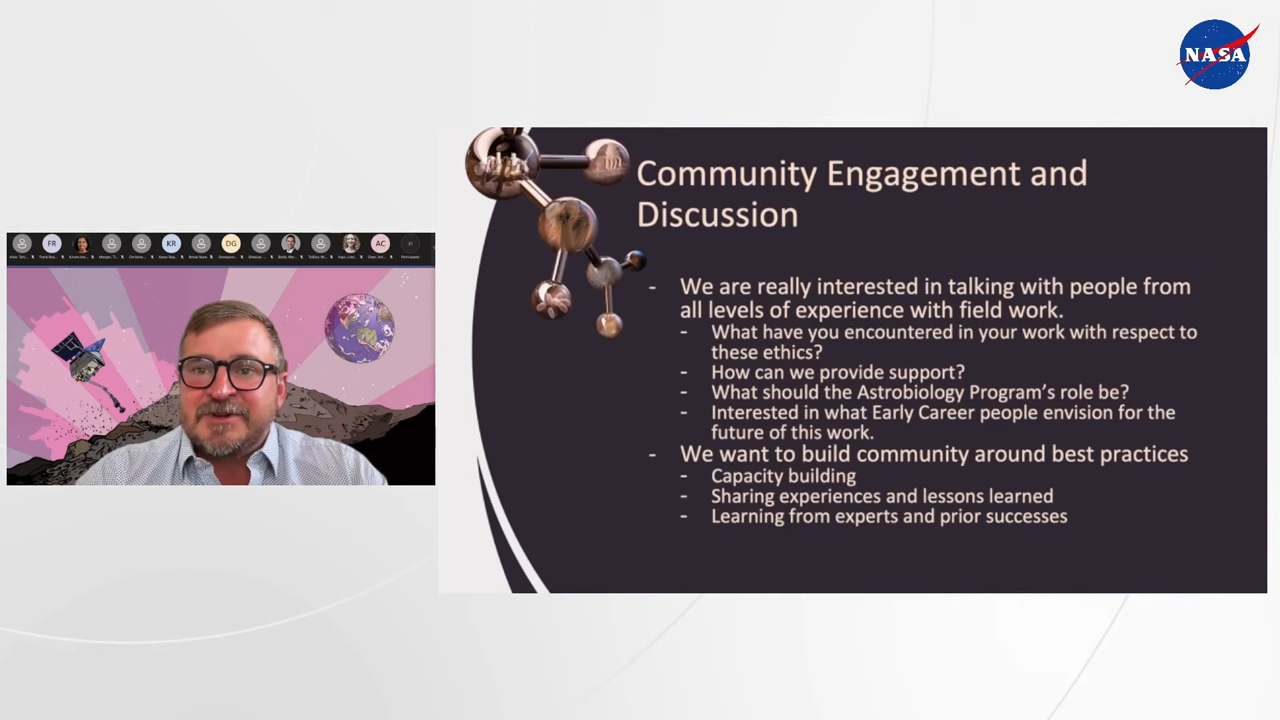 NASA
Community Engagement and
Discussion
- We are really interested in talking with people from
all levels of experience with field work.
- What have you encountered in your work with respect to
these ethics?
- How can we provide support?
- What should the Astrobiology Program's role be?
- Interested in what Early Career people envision for the
future of this work.
- We want to build community around best practices
- Capacity building
- Sharing experiences and lessons learned
- Learning from experts and prior successes
FR KR DG AC